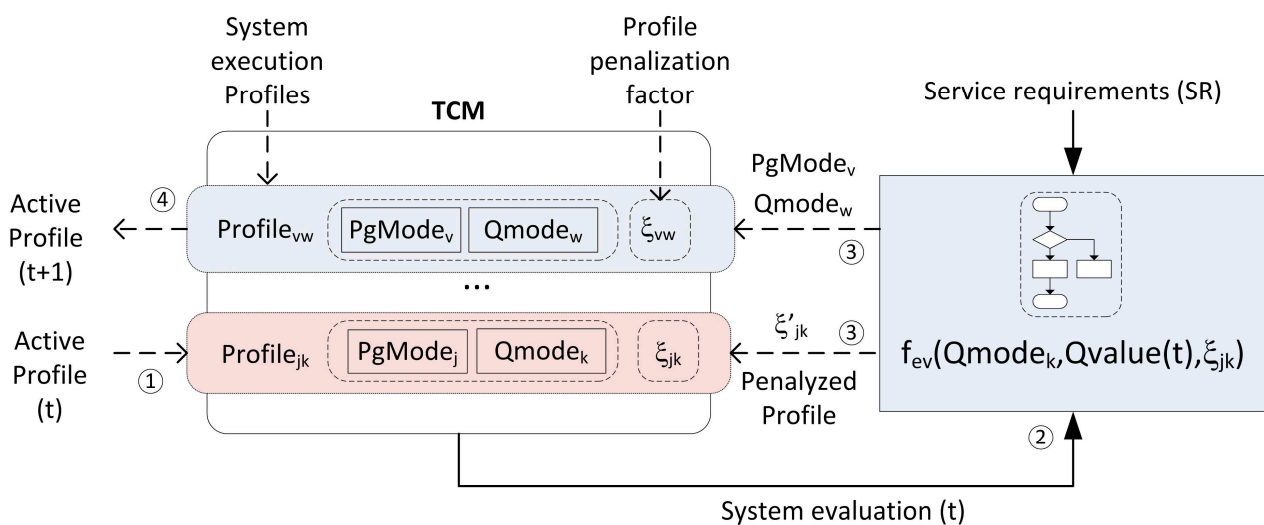 System
execution
Profiles
Profile
penalization
factor
TCM
Service requirements (SR)
Active
Profile
(t+1)
④
Profile_vw
PgMode_v
Qmode_w
ξ_vw
PgMode_v
Qmode_w
③
...
Active
Profile
(t)
①
Profile_jk
PgMode_j
Qmode_k
ξ_jk
ξ'_jk
③
Penalyzed
Profile
f_ev(Qmode_k,Qvalue(t),ξ_jk)
②
System evaluation (t)